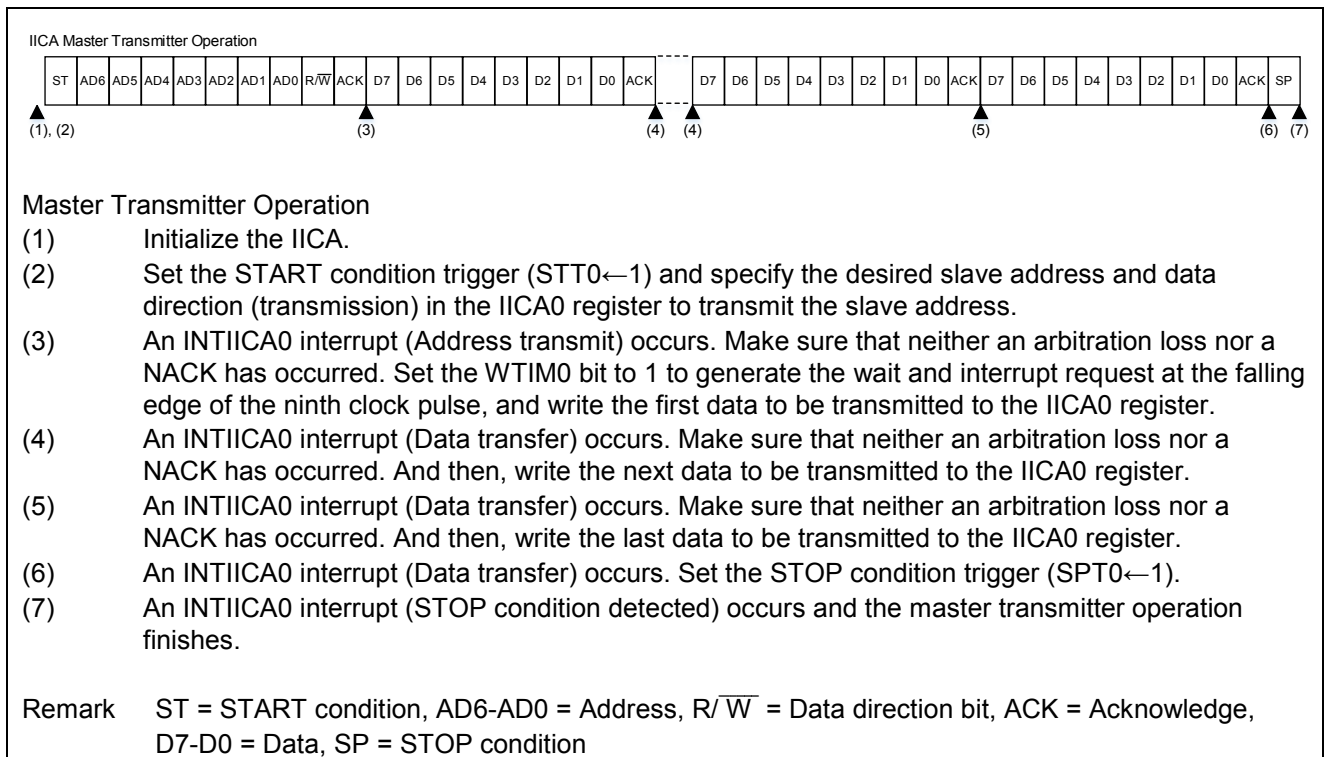 IICA Master Transmitter Operation
ST AD6 AD5 AD4 AD3 AD2 AD1 AD0 R/W̅ ACK D7 D6 D5 D4 D3 D2 D1 D0 ACK D7 D6 D5 D4 D3 D2 D1 D0 ACK D7 D6 D5 D4 D3 D2 D1 D0 ACK SP
(1), (2) (3) (4) (4) (5) (6) (7)
Master Transmitter Operation
(1) Initialize the IICA.
(2) Set the START condition trigger (STT0←1) and specify the desired slave address and data
direction (transmission) in the IICA0 register to transmit the slave address.
(3) An INTIICA0 interrupt (Address transmit) occurs. Make sure that neither an arbitration loss nor a
NACK has occurred. Set the WTIM0 bit to 1 to generate the wait and interrupt request at the falling
edge of the ninth clock pulse, and write the first data to be transmitted to the IICA0 register.
(4) An INTIICA0 interrupt (Data transfer) occurs. Make sure that neither an arbitration loss nor a
NACK has occurred. And then, write the next data to be transmitted to the IICA0 register.
(5) An INTIICA0 interrupt (Data transfer) occurs. Make sure that neither an arbitration loss nor a
NACK has occurred. And then, write the last data to be transmitted to the IICA0 register.
(6) An INTIICA0 interrupt (Data transfer) occurs. Set the STOP condition trigger (SPT0←1).
(7) An INTIICA0 interrupt (STOP condition detected) occurs and the master transmitter operation
finishes.
Remark ST = START condition, AD6-AD0 = Address, R/ W̅ = Data direction bit, ACK = Acknowledge,
D7-D0 = Data, SP = STOP condition